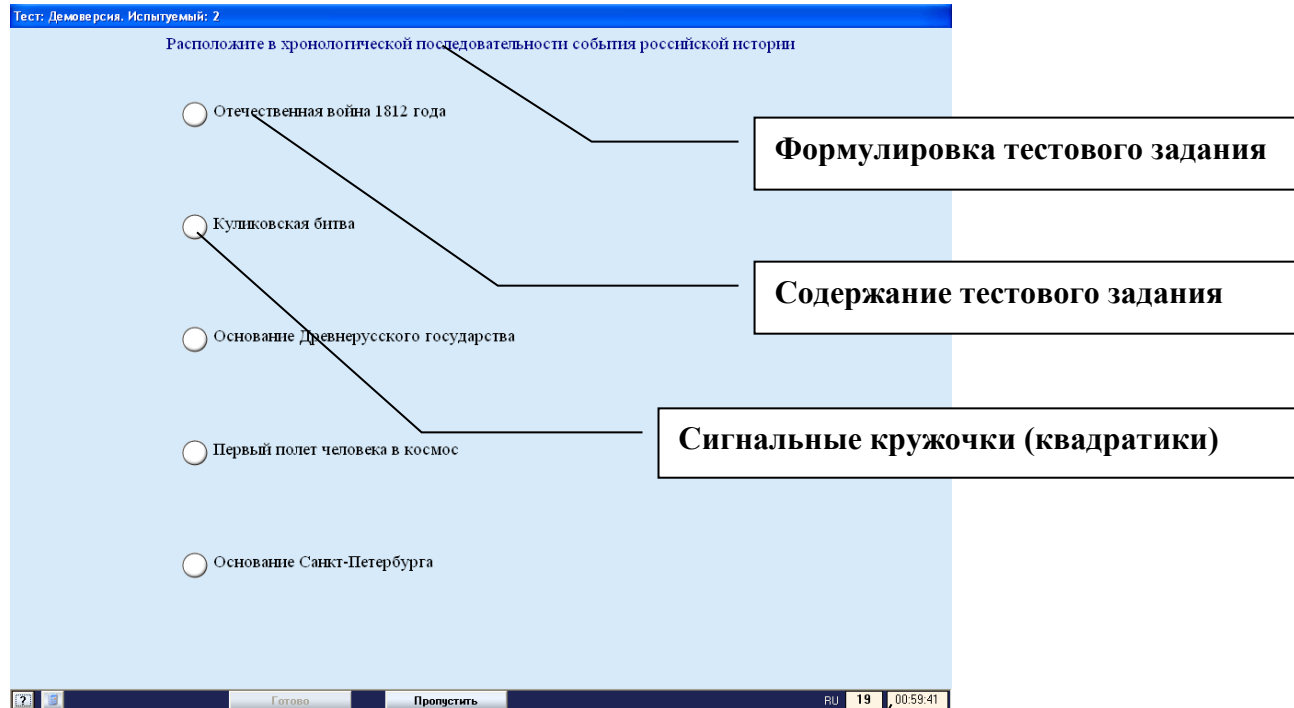 Тест: Демоверсия. Испытуемый: 2
Расположите в хронологической последовательности события российской истории
Отечественная война 1812 года
Формулировка тестового задания
Куликовская битва
Содержание тестового задания
Основание Древнерусского государства
Сигнальные кружочки (квадратики)
Первый полет человека в космос
Основание Санкт-Петербурга
? Готово Пропустить RU 19 00:59:41